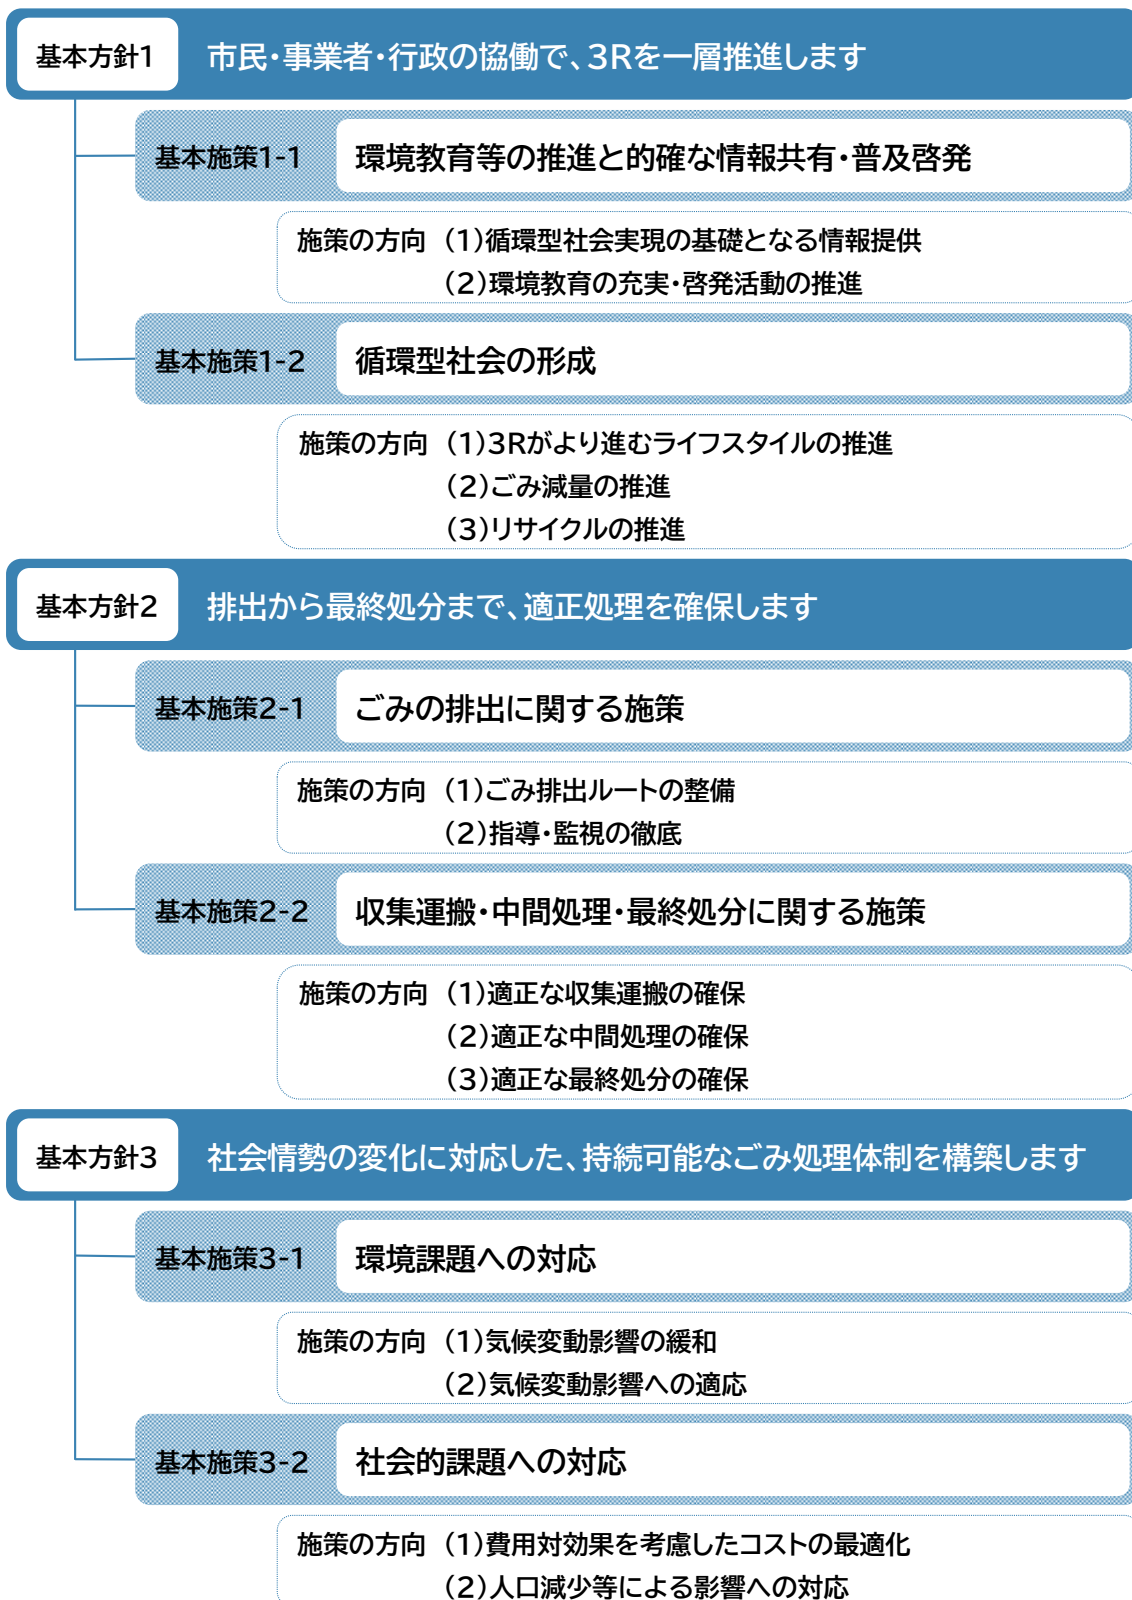 基本方針1 市民・事業者・行政の協働で、3Rを一層推進します
基本施策1-1 環境教育等の推進と的確な情報共有・普及啓発
施策の方向 (1)循環型社会実現の基礎となる情報提供
(2)環境教育の充実・啓発活動の推進
基本施策1-2 循環型社会の形成
施策の方向 (1)3Rがより進むライフスタイルの推進
(2)ごみ減量の推進
(3)リサイクルの推進
基本方針2 排出から最終処分まで、適正処理を確保します
基本施策2-1 ごみの排出に関する施策
施策の方向 (1)ごみ排出ルートの整備
(2)指導・監視の徹底
基本施策2-2 収集運搬・中間処理・最終処分に関する施策
施策の方向 (1)適正な収集運搬の確保
(2)適正な中間処理の確保
(3)適正な最終処分の確保
基本方針3 社会情勢の変化に対応した、持続可能なごみ処理体制を構築します
基本施策3-1 環境課題への対応
施策の方向 (1)気候変動影響の緩和
(2)気候変動影響への適応
基本施策3-2 社会的課題への対応
施策の方向 (1)費用対効果を考慮したコストの最適化
(2)人口減少等による影響への対応